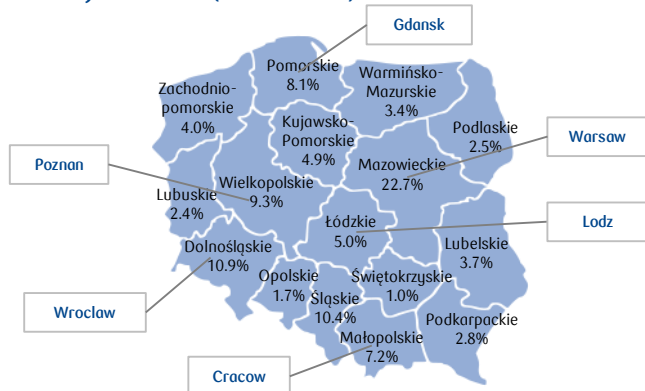 Gdansk
Pomorskie
8.1%
Warmińsko-
Mazurskie
3.4%
Zachodnio-
pomorskie
4.0%
Kujawsko-
Pomorskie
4.9%
Podlaskie
2.5%
Warsaw
Mazowieckie
22.7%
Poznan
Wielkopolskie
9.3%
Lubuskie
2.4%
Łódzkie
5.0%
Lodz
Dolnośląskie
10.9%
Lubelskie
3.7%
Opolskie
1.7%
Śląskie
10.4%
Świętokrzyskie
1.0%
Wroclaw
Małopolskie
7.2%
Podkarpackie
2.8%
Cracow